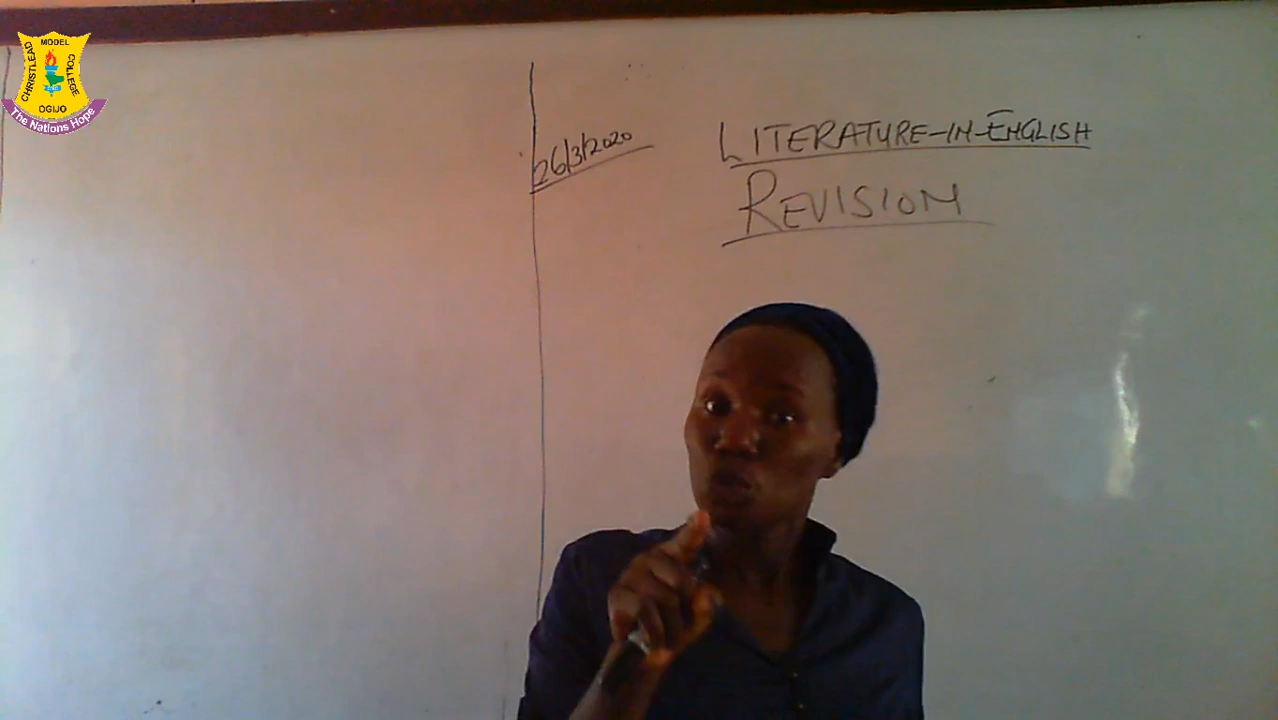 MODEL
CHRISTLEAD
COLLEGE
OGIJO
The Nations Hope
26/3/2020
LITERATURE-IN-ENGLISH
REVISION